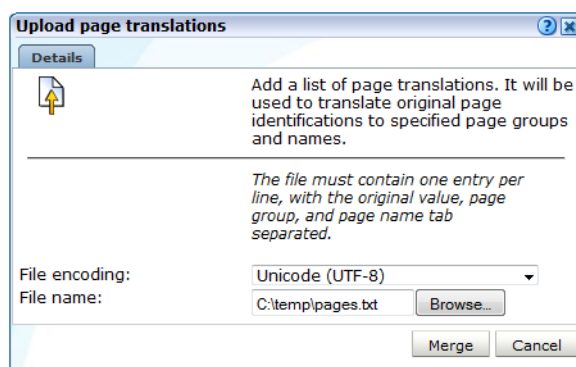 Upload page translations
Details
Add a list of page translations. It will be
used to translate original page
identifications to specified page groups
and names.
The file must contain one entry per
line, with the original value, page
group, and page name tab
separated.
File encoding: Unicode (UTF-8)
File name: C:\temp\pages.txt Browse...
Merge Cancel